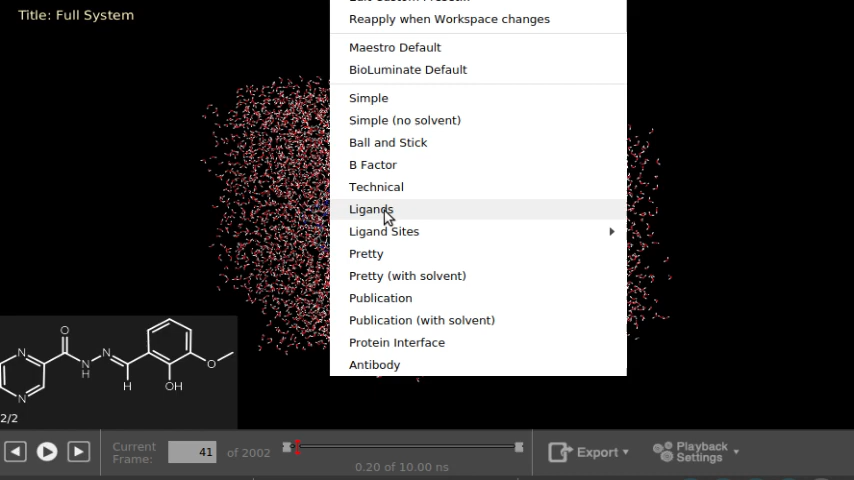 Title: Full System
Reapply when Workspace changes
Maestro Default
BioLuminate Default
Simple
Simple (no solvent)
Ball and Stick
B Factor
Technical
Ligands
Ligand Sites
Pretty
Pretty (with solvent)
Publication
Publication (with solvent)
Protein Interface
Antibody
O
N
N
H
N
N
H
OH
O
2/2
Current
Frame:
41
of 2002
0.20 of 10.00 ns
Export
Playback
Settings